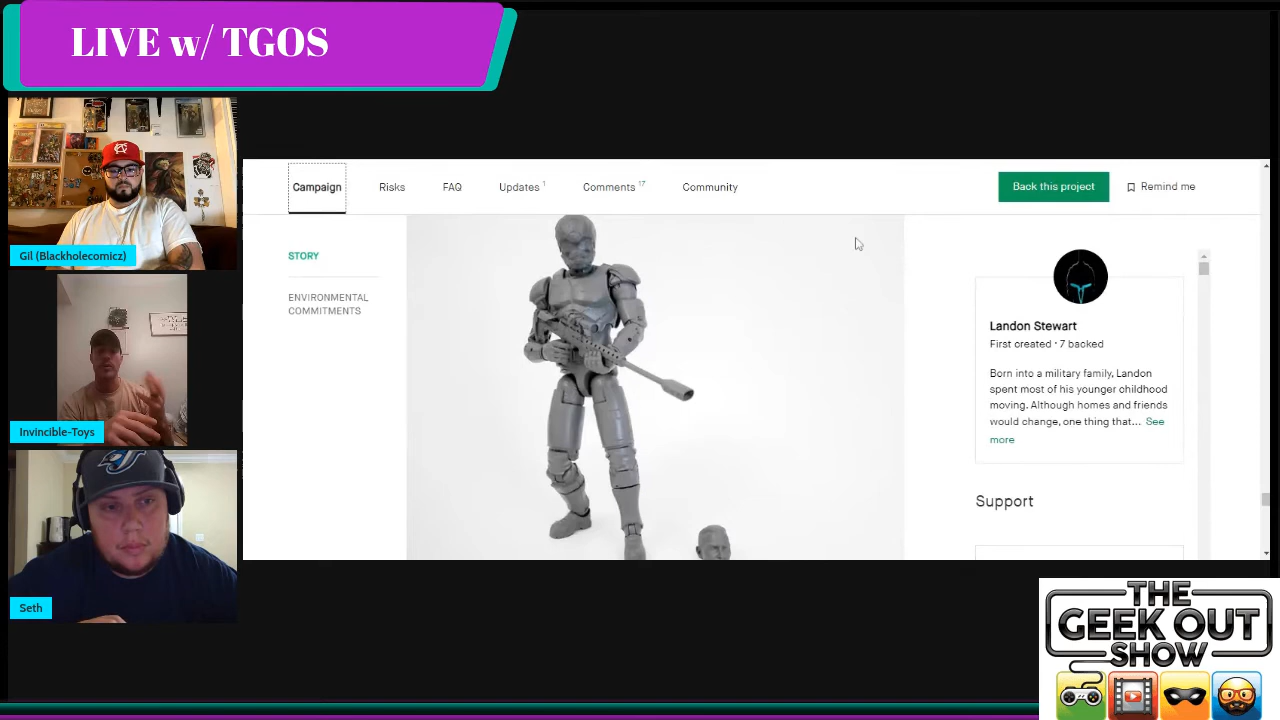 LIVE w/ TGOS
Gil (Blackholecomicz)
Invincible-Toys
Seth
Campaign
Risks
FAQ
Updates 1
Comments 17
Community
Back this project
Remind me
STORY
ENVIRONMENTAL
COMMITMENTS
Landon Stewart
First created · 7 backed
Born into a military family, Landon
spent most of his younger childhood
moving. Although homes and friends
would change, one thing that... See
more
Support
THE
GEEK OUT
SHOW